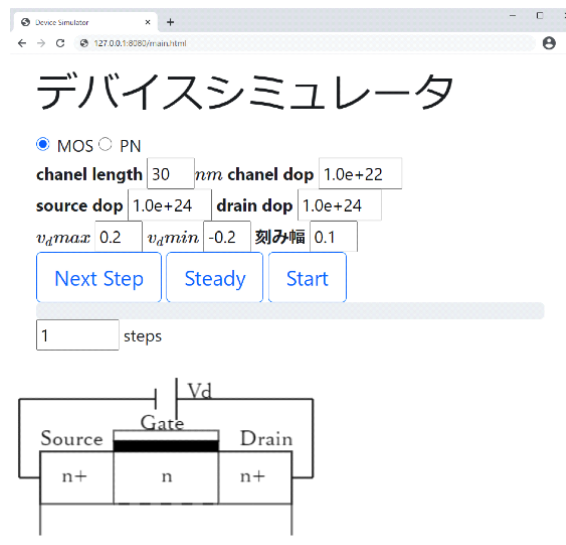 Device Simulator
127.0.0.1:8080/main.html
デバイスシミュレータ
MOS PN
chanel length 30 nm chanel dop 1.0e+22
source dop 1.0e+24 drain dop 1.0e+24
v_dmax 0.2 v_dmin -0.2 刻み幅 0.1
Next Step Steady Start
1 steps
Vd
Gate
Source Drain
n+ n n+